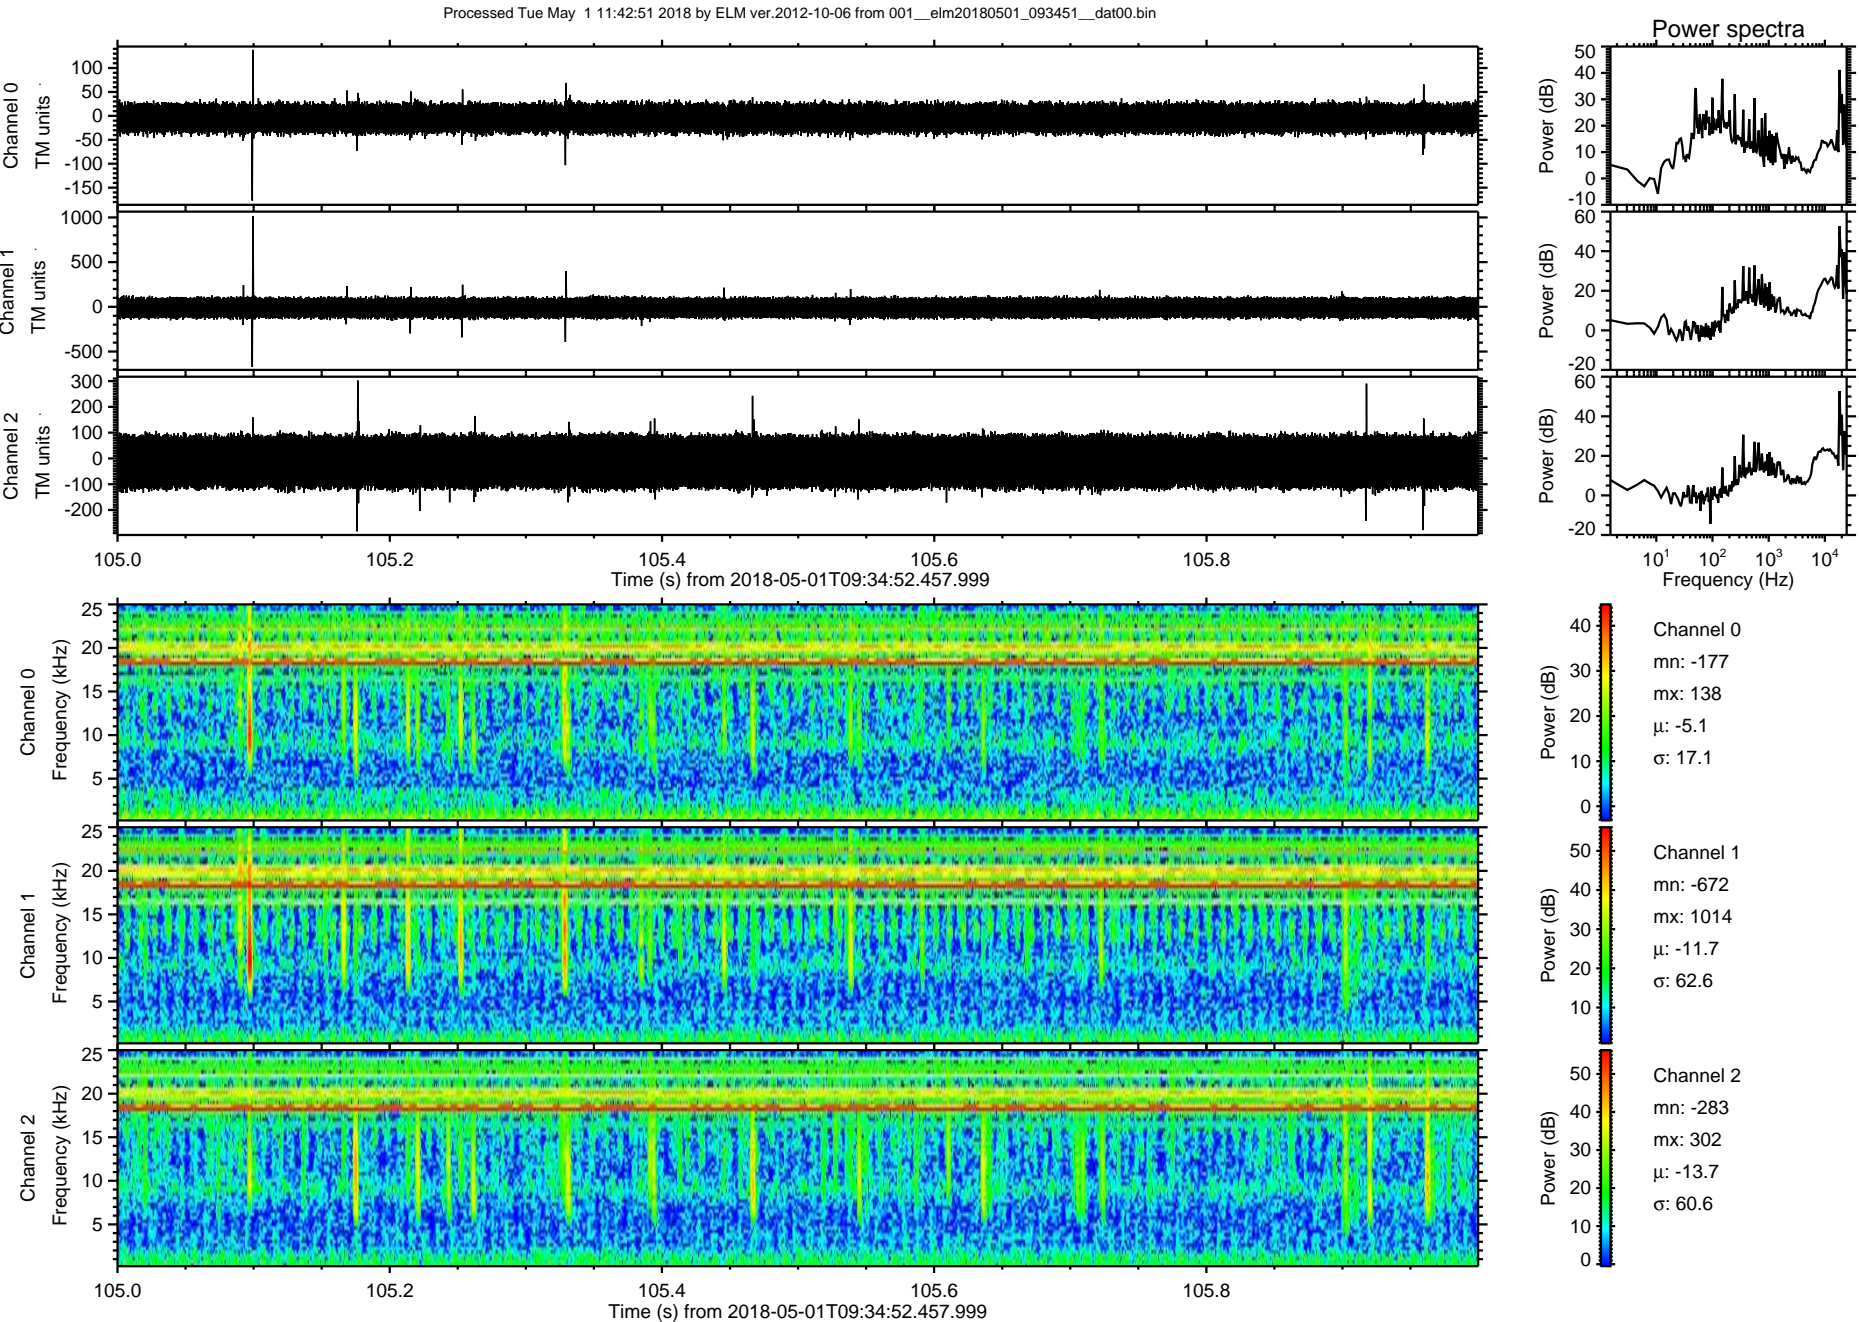 Processed Tue May 1 11:42:51 2018 by ELM ver.2012-10-06 from 001__elm20180501_093451__dat00.bin
Power spectra
Channel 0
TM units
100
50
0
-50
-100
-150
Power (dB)
50
40
30
20
10
0
-10
Channel 1
TM units
1000
500
0
-500
Power (dB)
60
40
20
0
-20
Channel 2
TM units
300
200
100
0
-100
-200
Power (dB)
60
40
20
0
-20
105.0 105.2 105.4 105.6 105.8
Time (s) from 2018-05-01T09:34:52.457.999
10¹ 10² 10³ 10⁴
Frequency (Hz)
Channel 0
Frequency (kHz)
25
20
15
10
5
Power (dB)
40
30
20
10
0
Channel 0
mn: -177
mx: 138
μ: -5.1
σ: 17.1
Channel 1
Frequency (kHz)
25
20
15
10
5
Power (dB)
50
40
30
20
10
Channel 1
mn: -672
mx: 1014
μ: -11.7
σ: 62.6
Channel 2
Frequency (kHz)
25
20
15
10
5
Power (dB)
50
40
30
20
10
0
Channel 2
mn: -283
mx: 302
μ: -13.7
σ: 60.6
105.0 105.2 105.4 105.6 105.8
Time (s) from 2018-05-01T09:34:52.457.999